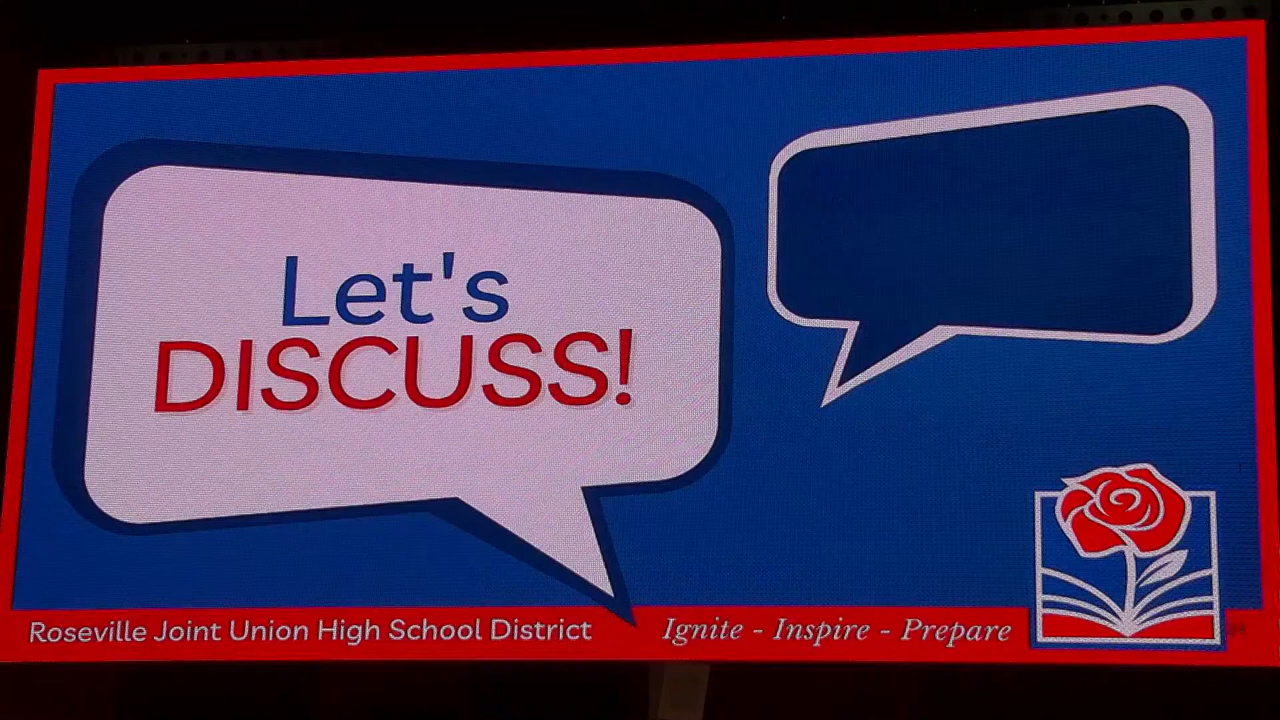 Let's
DISCUSS!
Roseville Joint Union High School District
Ignite - Inspire - Prepare